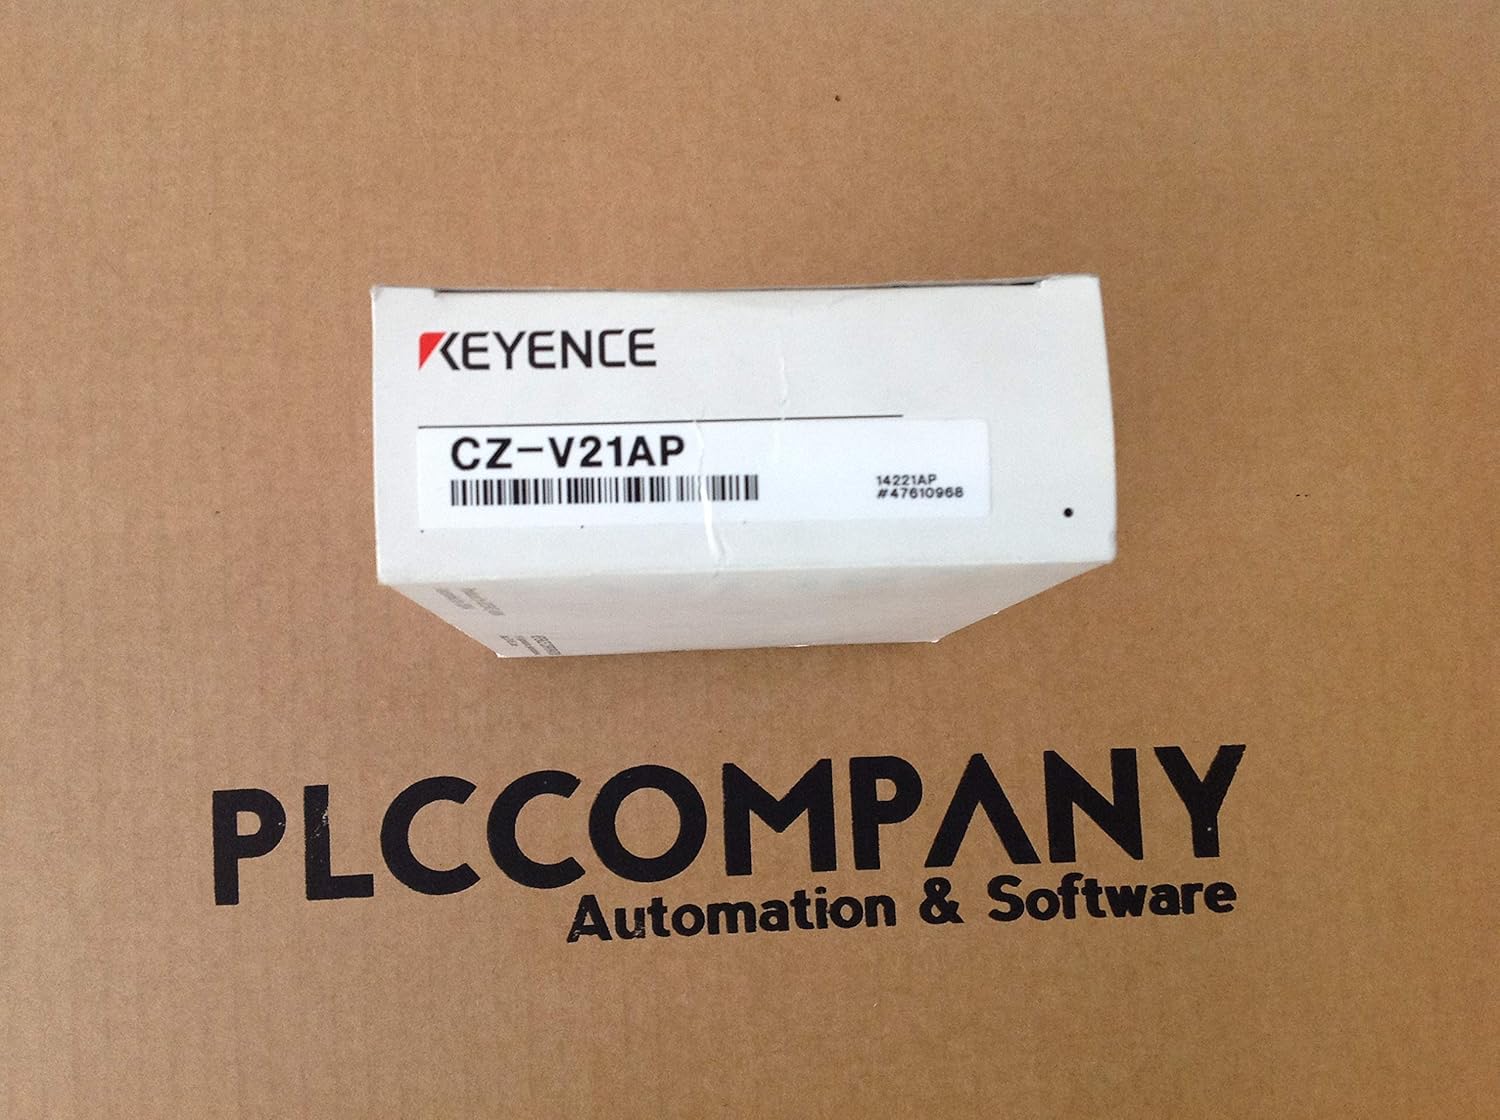 KEYENCE
CZ-V21AP
14221AP
#47610968
PLCCOMPANY
Automation & Software